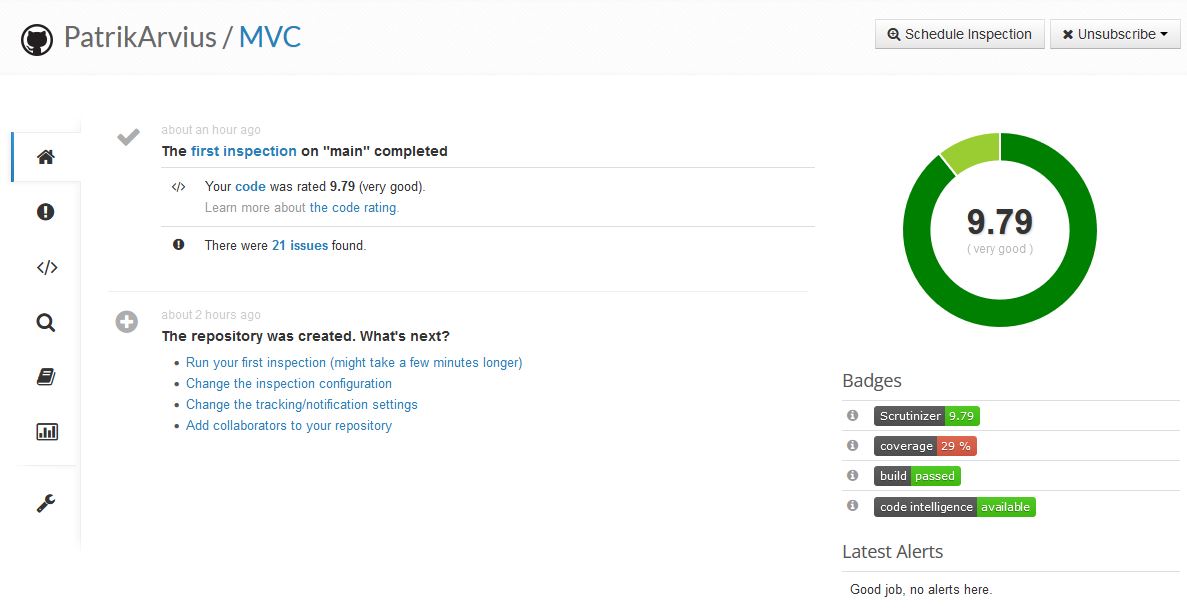 PatrikArvius / MVC
Schedule Inspection
Unsubscribe
about an hour ago
The first inspection on "main" completed
Your code was rated 9.79 (very good).
Learn more about the code rating.
There were 21 issues found.
about 2 hours ago
The repository was created. What's next?
Run your first inspection (might take a few minutes longer)
Change the inspection configuration
Change the tracking/notification settings
Add collaborators to your repository
9.79
( very good )
Badges
Scrutinizer 9.79
coverage 29 %
build passed
code intelligence available
Latest Alerts
Good job, no alerts here.